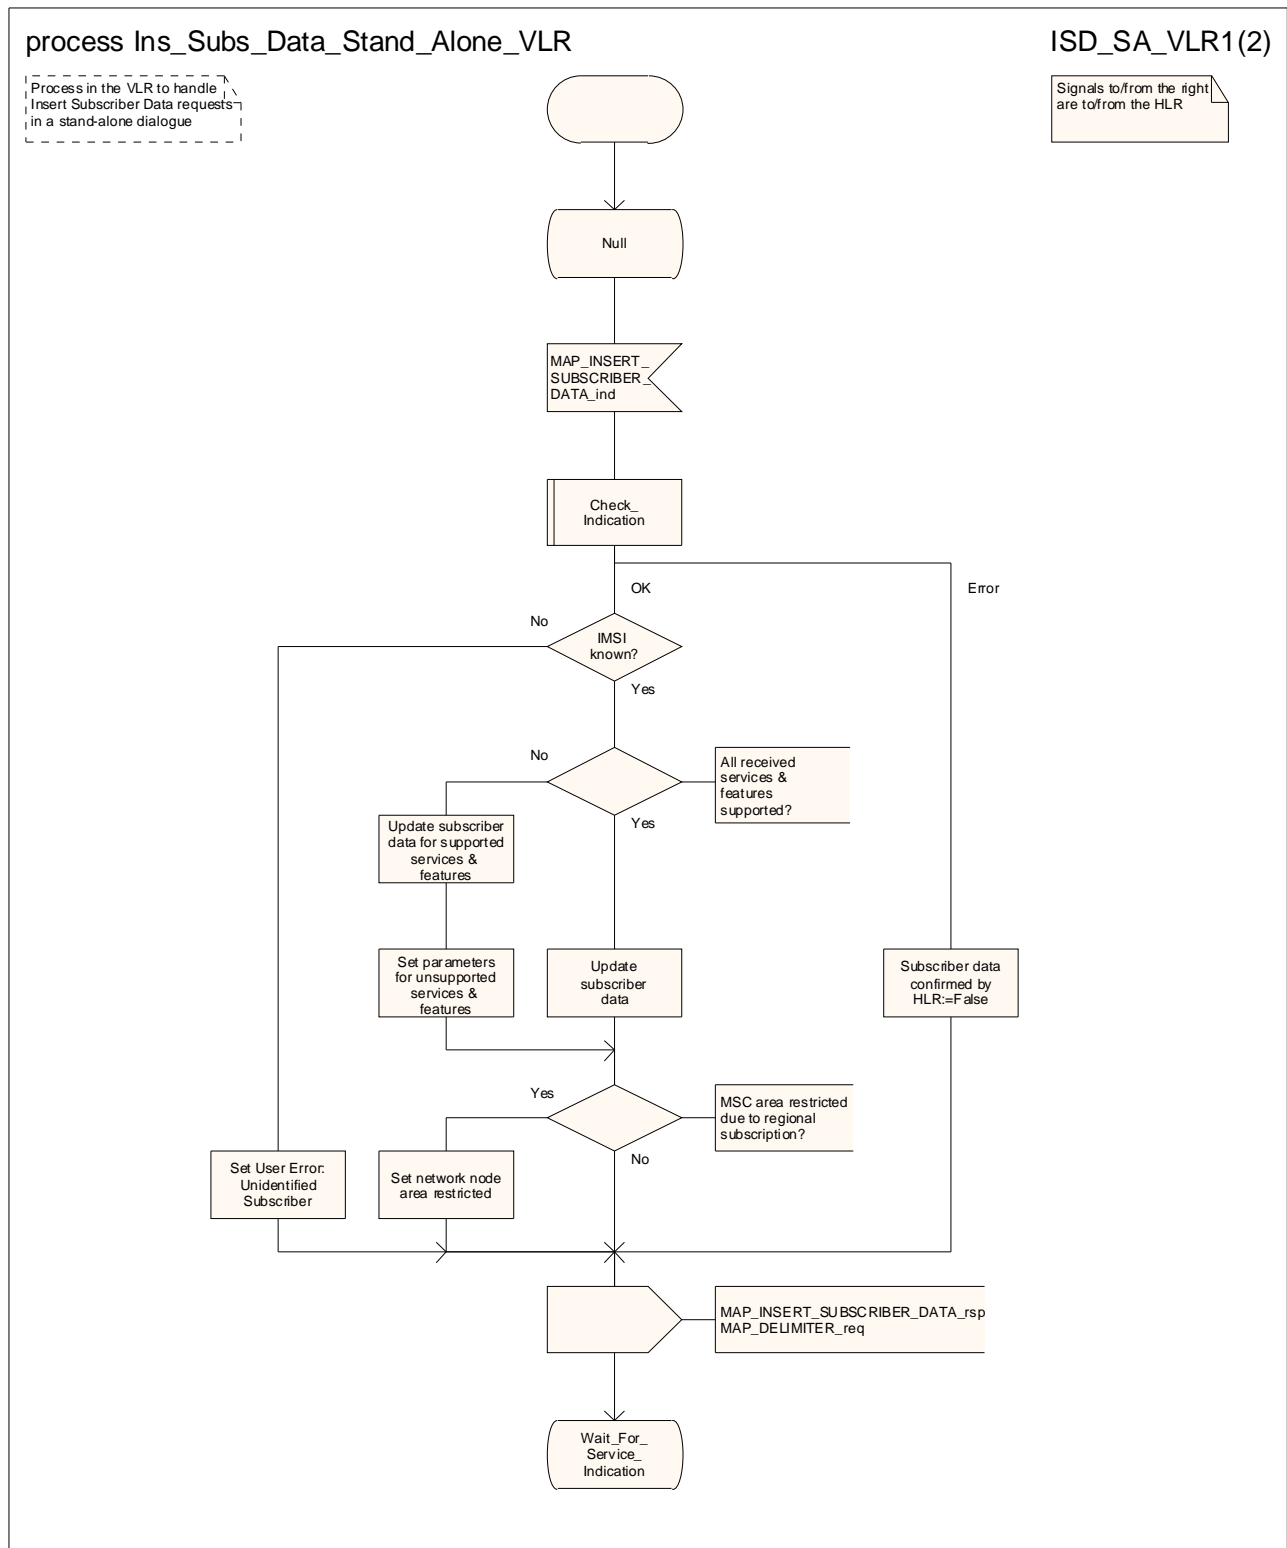 process Ins_Subs_Data_Stand_Alone_VLR
ISD_SA_VLR1(2)
Process in the VLR to handle
Insert Subscriber Data requests
in a stand-alone dialogue
Signals to/from the right
are to/from the HLR
Null
MAP_INSERT_
SUBSCRIBER_
DATA_ind
Check_
Indication
OK
Error
No
IMSI
known?
Yes
No
All received
services &
features
supported?
Yes
Update subscriber
data for supported
services &
features
Set parameters
for unsupported
services &
features
Update
subscriber
data
Subscriber data
confirmed by
HLR:=False
Yes
MSC area restricted
due to regional
subscription?
No
Set User Error:
Unidentified
Subscriber
Set network node
area restricted
MAP_INSERT_SUBSCRIBER_DATA_rsp
MAP_DELIMITER_req
Wait_For_
Service_
Indication